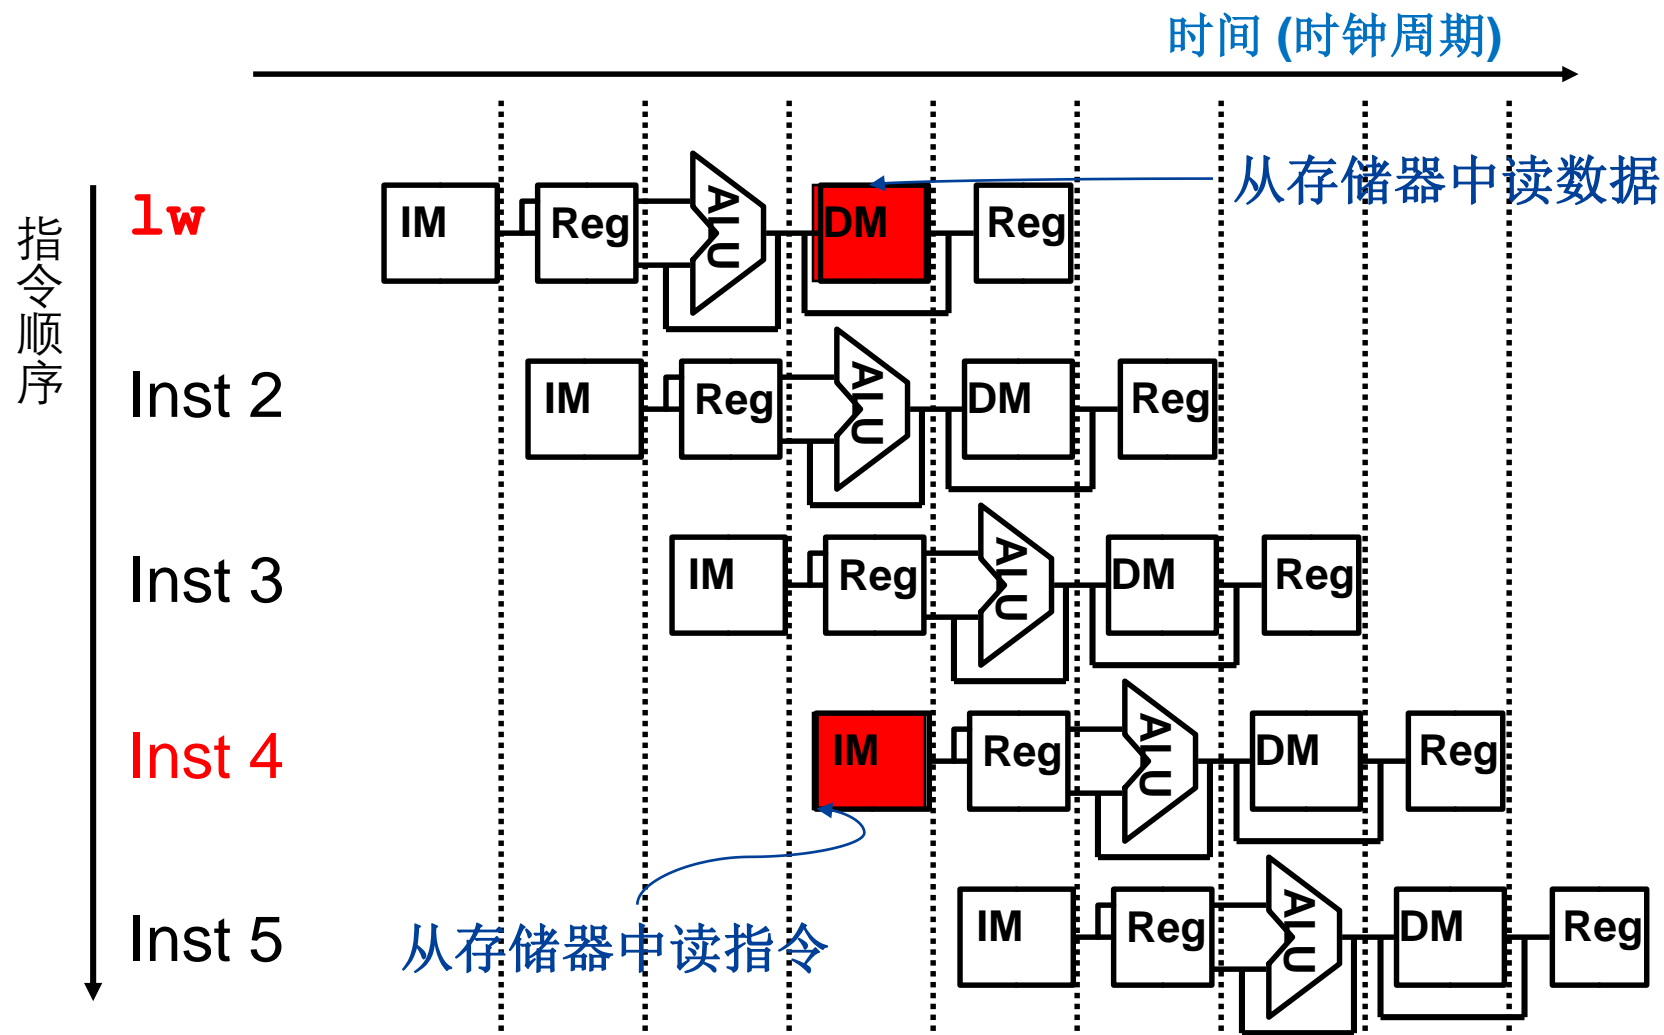 时间 (时钟周期)
从存储器中读数据
指令顺序
lw
IM Reg ALU DM Reg
Inst 2
IM Reg ALU DM Reg
Inst 3
IM Reg ALU DM Reg
Inst 4
IM Reg ALU DM Reg
从存储器中读指令
Inst 5
IM Reg ALU DM Reg